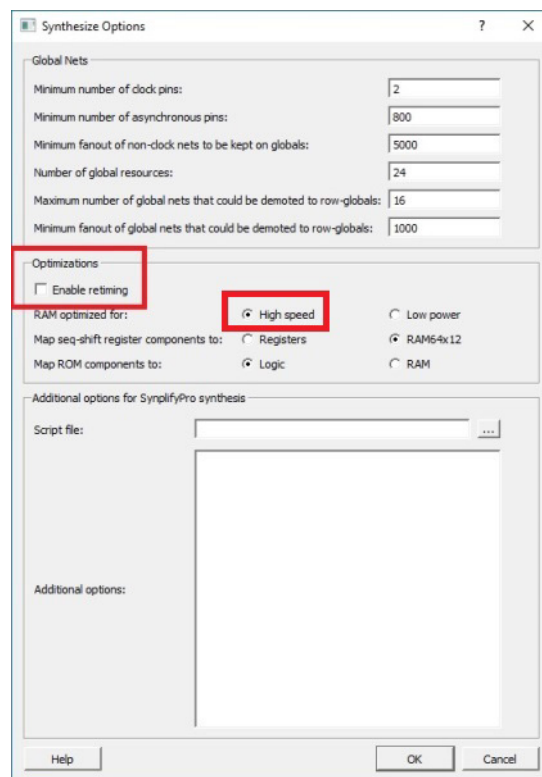 Synthesize Options ? ×
Global Nets
Minimum number of clock pins: 2
Minimum number of asynchronous pins: 800
Minimum fanout of non-clock nets to be kept on globals: 5000
Number of global resources: 24
Maximum number of global nets that could be demoted to row-globals: 16
Minimum fanout of global nets that could be demoted to row-globals: 1000
Optimizations
Enable retiming
RAM optimized for: High speed Low power
Map seq-shift register components to: Registers RAM64x12
Map ROM components to: Logic RAM
Additional options for SynplifyPro synthesis
Script file: ...
Additional options:
Help OK Cancel